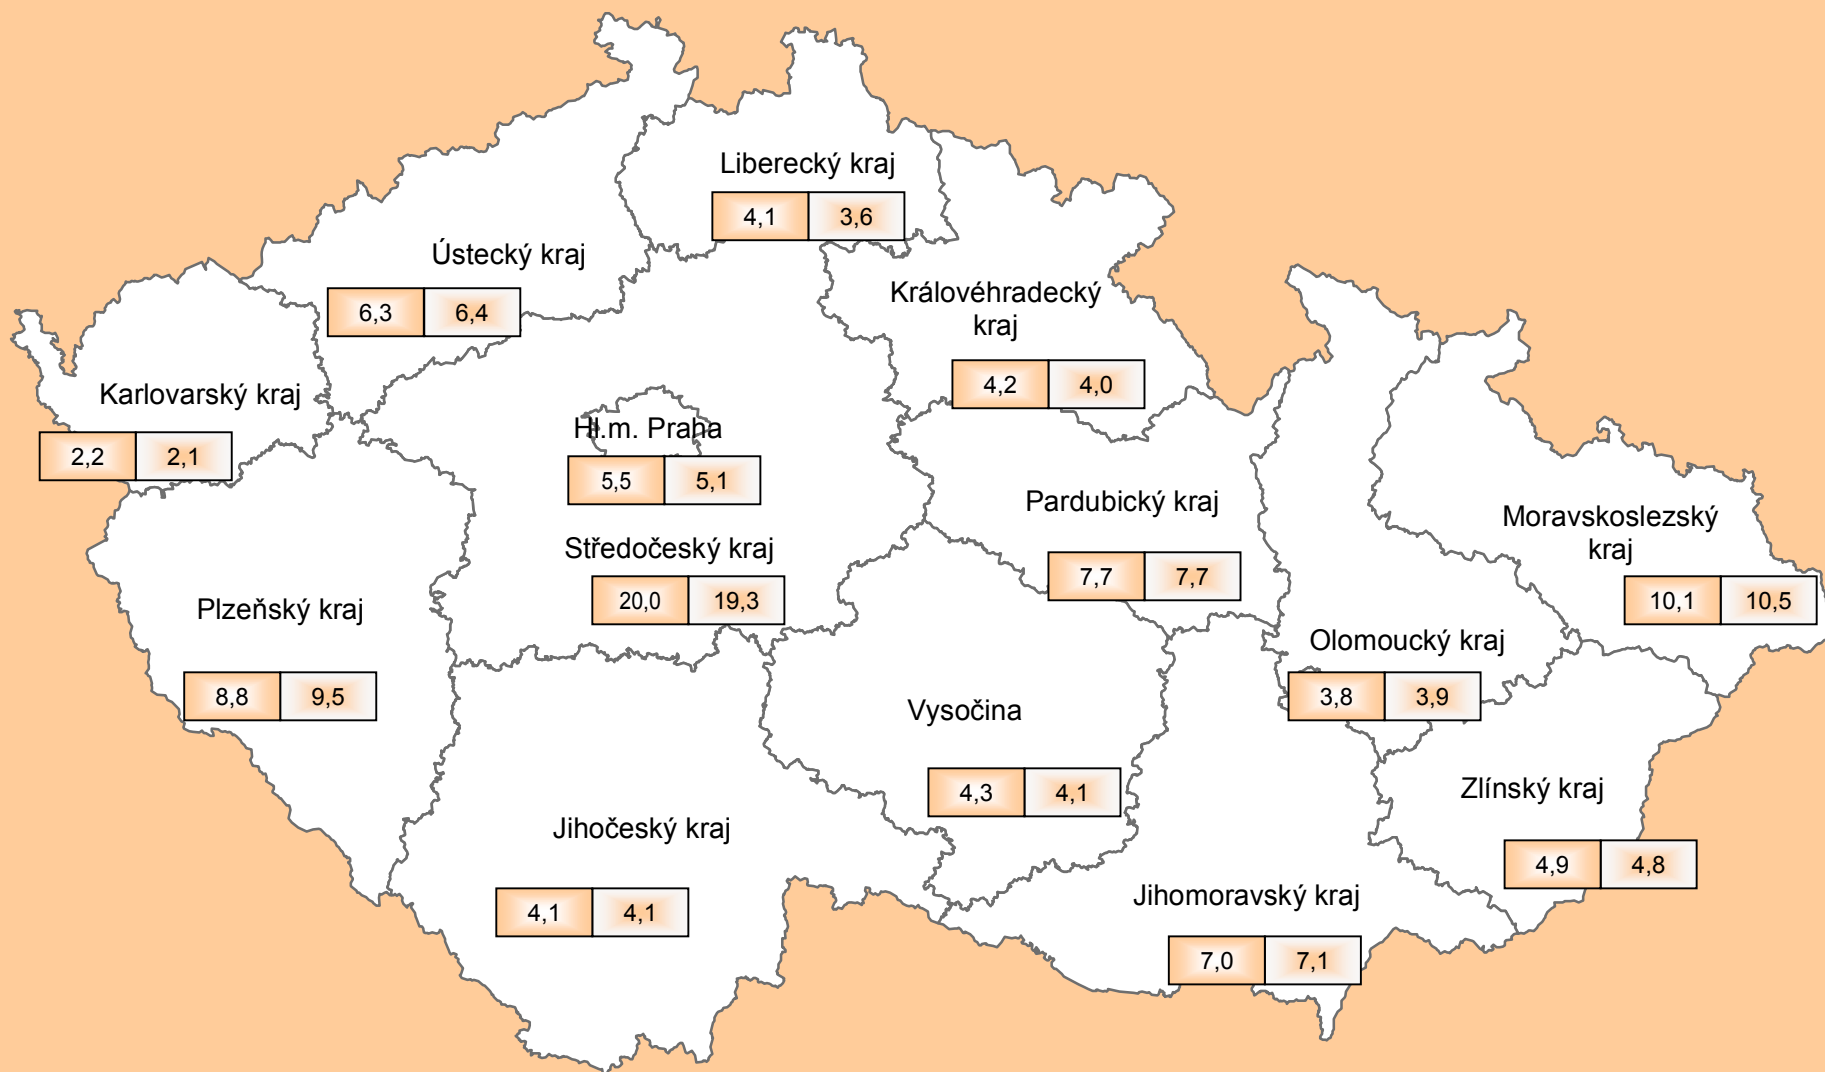 Liberecký kraj
4,1 3,6
Ústecký kraj
6,3 6,4
Královéhradecký
kraj
4,2 4,0
Karlovarský kraj
2,2 2,1
Hl.m. Praha
5,5 5,1
Pardubický kraj
7,7 7,7
Moravskoslezský
kraj
10,1 10,5
Středočeský kraj
20,0 19,3
Plzeňský kraj
8,8 9,5
Olomoucký kraj
3,8 3,9
Vysočina
4,3 4,1
Zlínský kraj
4,9 4,8
Jihočeský kraj
4,1 4,1
Jihomoravský kraj
7,0 7,1